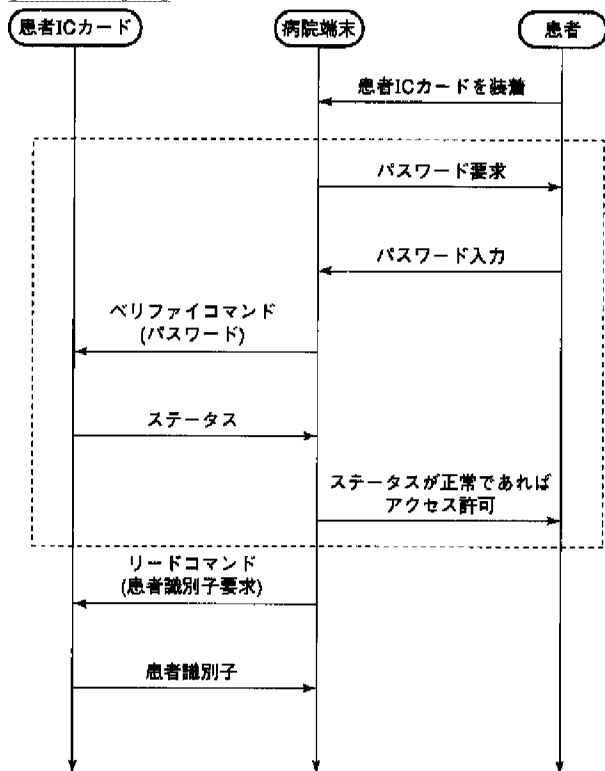 患者ICカード
病院端末
患者
患者ICカードを装着
パスワード要求
パスワード入力
ベリファイコマンド
(パスワード)
ステータス
ステータスが正常であれば
アクセス許可
リードコマンド
(患者識別子要求)
患者識別子